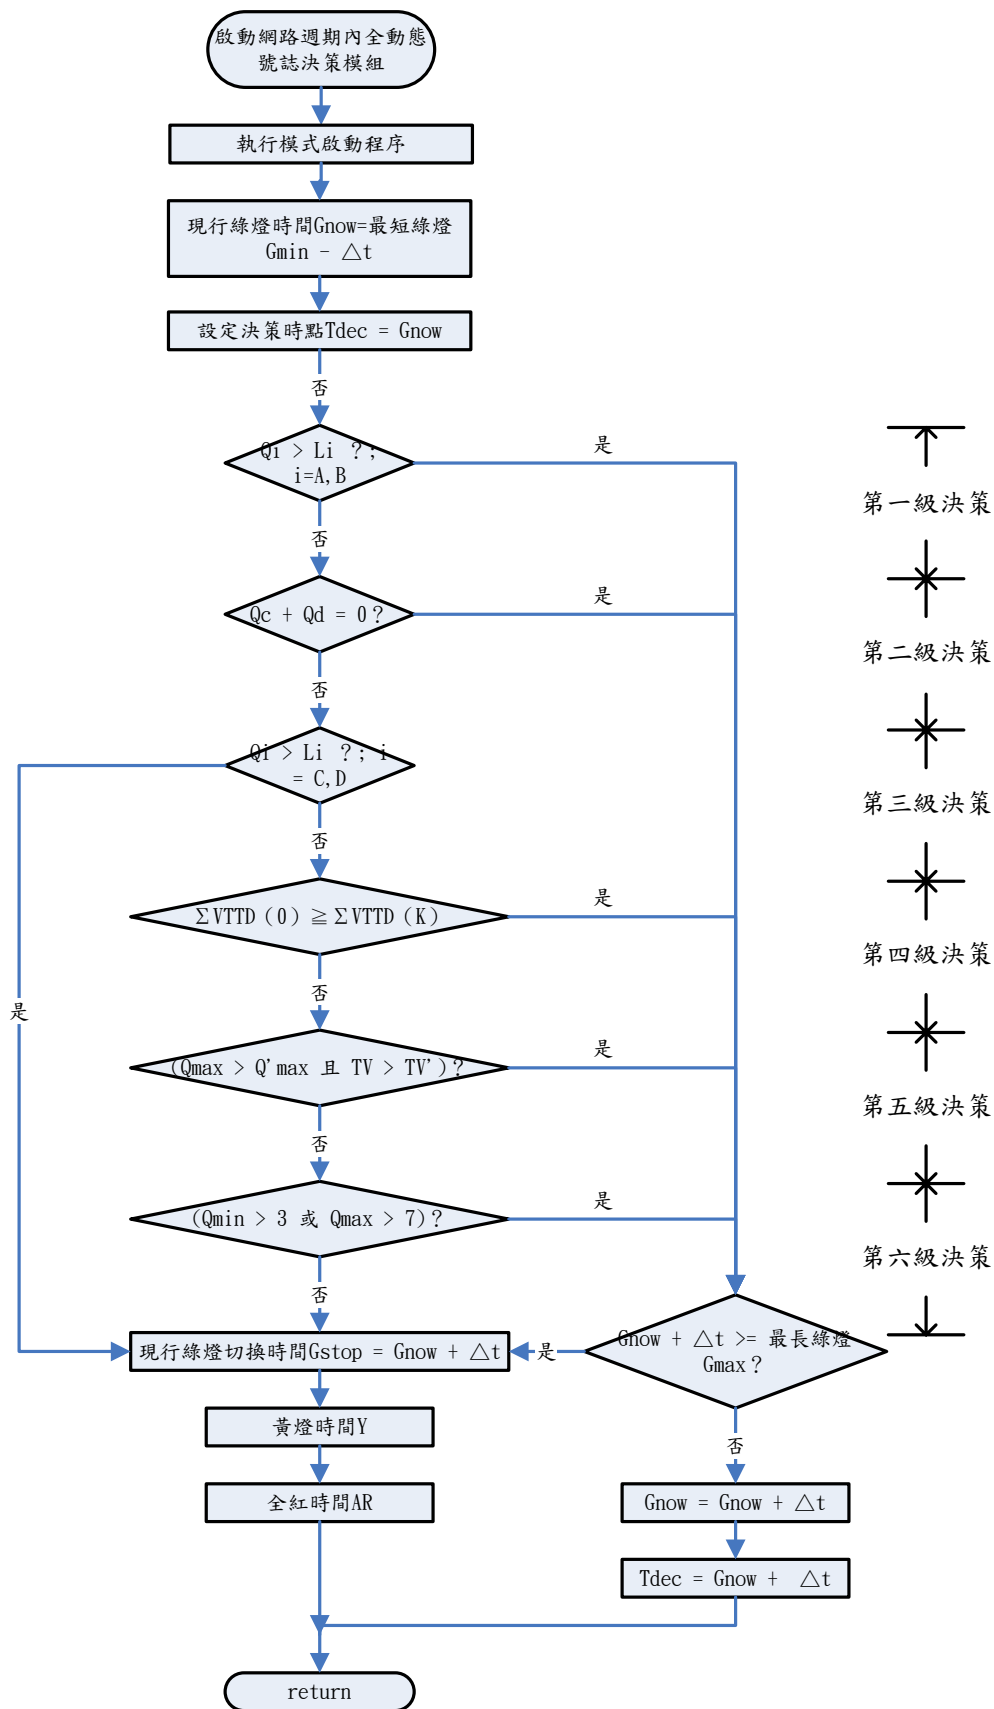 啟動網路週期內全動態
號誌決策模組
執行模式啟動程序
現行綠燈時間Gnow=最短綠燈
Gmin - △t
設定決策時點Tdec = Gnow
否
Qi > Li ?;
i=A,B
是
第一級決策
否
Qc + Qd = 0?
是
第二級決策
否
Qi > Li ?; i
= C,D
是
第三級決策
否
ΣVTTD(0)≧ΣVTTD(K)
是
第四級決策
否
(Qmax > Q'max 且 TV > TV')?
是
第五級決策
否
(Qmin > 3 或 Qmax > 7)?
是
第六級決策
否
現行綠燈切換時間Gstop = Gnow + △t
是
Gnow + △t >= 最長綠燈
Gmax?
黃燈時間Y
否
全紅時間AR
Gnow = Gnow + △t
Tdec = Gnow + △t
return